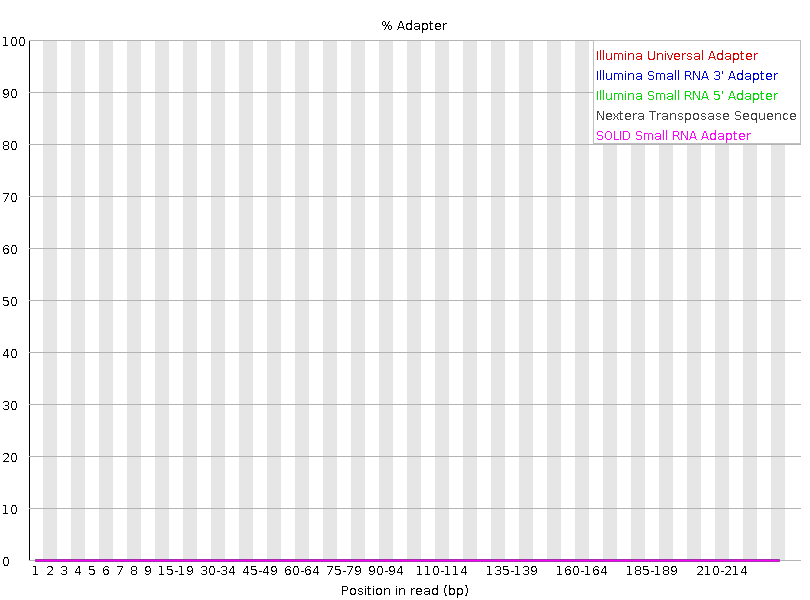 % Adapter
100
90
80
70
60
50
40
30
20
10
0
Illumina Universal Adapter
Illumina Small RNA 3' Adapter
Illumina Small RNA 5' Adapter
Nextera Transposase Sequence
SOLID Small RNA Adapter
1 2 3 4 5 6 7 8 9 15-19 30-34 45-49 60-64 75-79 90-94 110-114 135-139 160-164 185-189 210-214
Position in read (bp)